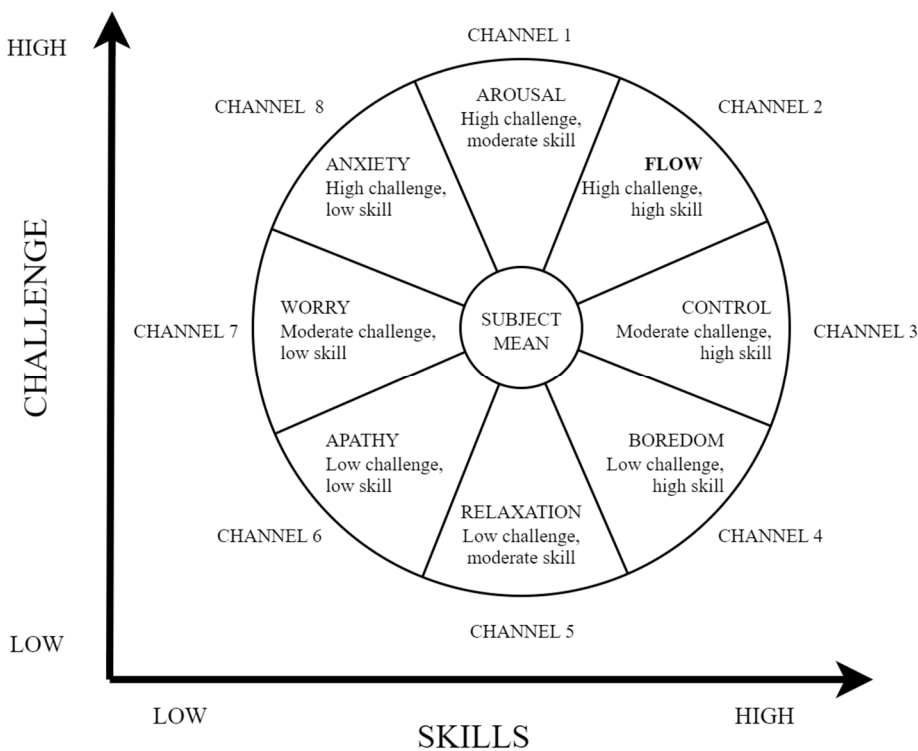 HIGH
CHALLENGE
LOW
LOW
SKILLS
HIGH
CHANNEL 1
AROUSAL
High challenge,
moderate skill
CHANNEL 2
FLOW
High challenge,
high skill
CHANNEL 3
CONTROL
Moderate challenge,
high skill
CHANNEL 4
BOREDOM
Low challenge,
high skill
CHANNEL 5
RELAXATION
Low challenge,
moderate skill
CHANNEL 6
APATHY
Low challenge,
low skill
CHANNEL 7
WORRY
Moderate challenge,
low skill
CHANNEL 8
ANXIETY
High challenge,
low skill
SUBJECT
MEAN